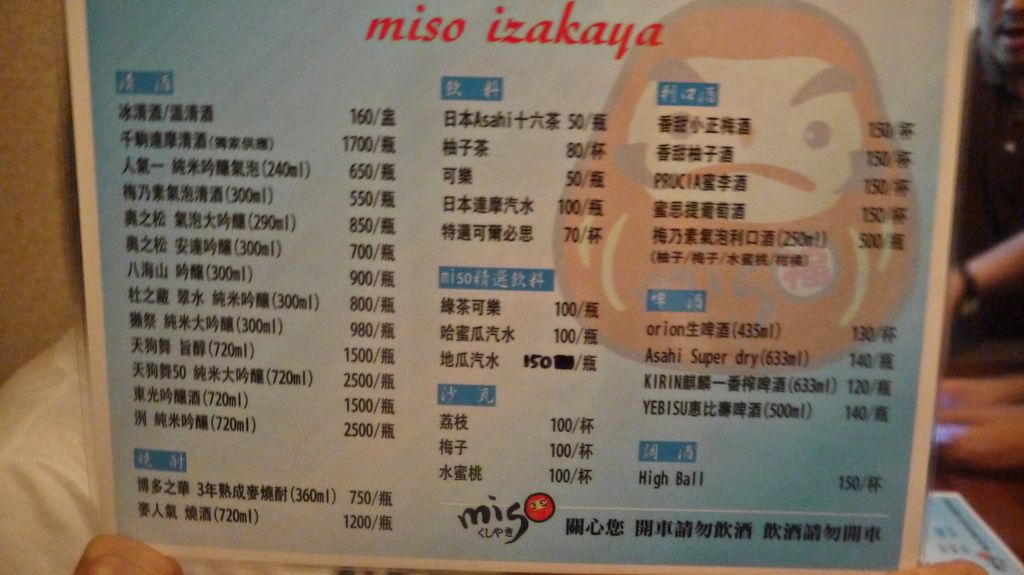 miso izakaya
清 酒
冰清酒/溫清酒 160/盅
千駒達摩清酒(獨家供應) 1700/瓶
人氣一 純米吟釀氣泡(240ml) 650/瓶
梅乃素氣泡清酒(300ml) 550/瓶
奧之松 氣泡大吟釀(290ml) 850/瓶
奧之松 安達吟釀(300ml) 700/瓶
八海山 吟釀(300ml) 900/瓶
杜之藏 翠水 純米吟釀(300ml) 800/瓶
獺祭 純米大吟釀(300ml) 980/瓶
天狗舞 旨醇(720ml) 1500/瓶
天狗舞50 純米大吟釀(720ml) 2500/瓶
東光吟釀酒(720ml) 1500/瓶
洌 純米吟釀(720ml) 2500/瓶
燒 酎
博多之華 3年熟成麥燒酎(360ml) 750/瓶
麥人氣 燒酒(720ml) 1200/瓶
飲 料
日本Asahi十六茶 50/瓶
柚子茶 80/杯
可樂 50/瓶
日本達摩汽水 100/瓶
特選可爾必思 70/杯
miso精選飲料
綠茶可樂 100/瓶
哈蜜瓜汽水 100/瓶
地瓜汽水 150/瓶
沙 瓦
荔枝 100/杯
梅子 100/杯
水蜜桃 100/杯
利口酒
香甜小正梅酒 150/杯
香甜柚子酒 150/杯
PRUCIA蜜李酒 150/杯
蜜思提葡萄酒 150/杯
梅乃素氣泡利口酒(250ml) 500/瓶
(柚子/梅子/水蜜桃/柑橘)
福
啤 酒
orion生啤酒(435ml) 130/杯
Asahi Super dry(633ml) 140/瓶
KIRIN麒麟一番榨啤酒(633ml) 120/瓶
YEBISU惠比壽啤酒(500ml) 140/瓶
調 酒
High Ball 150/杯
miso
くしやき
關心您 開車請勿飲酒 飲酒請勿開車